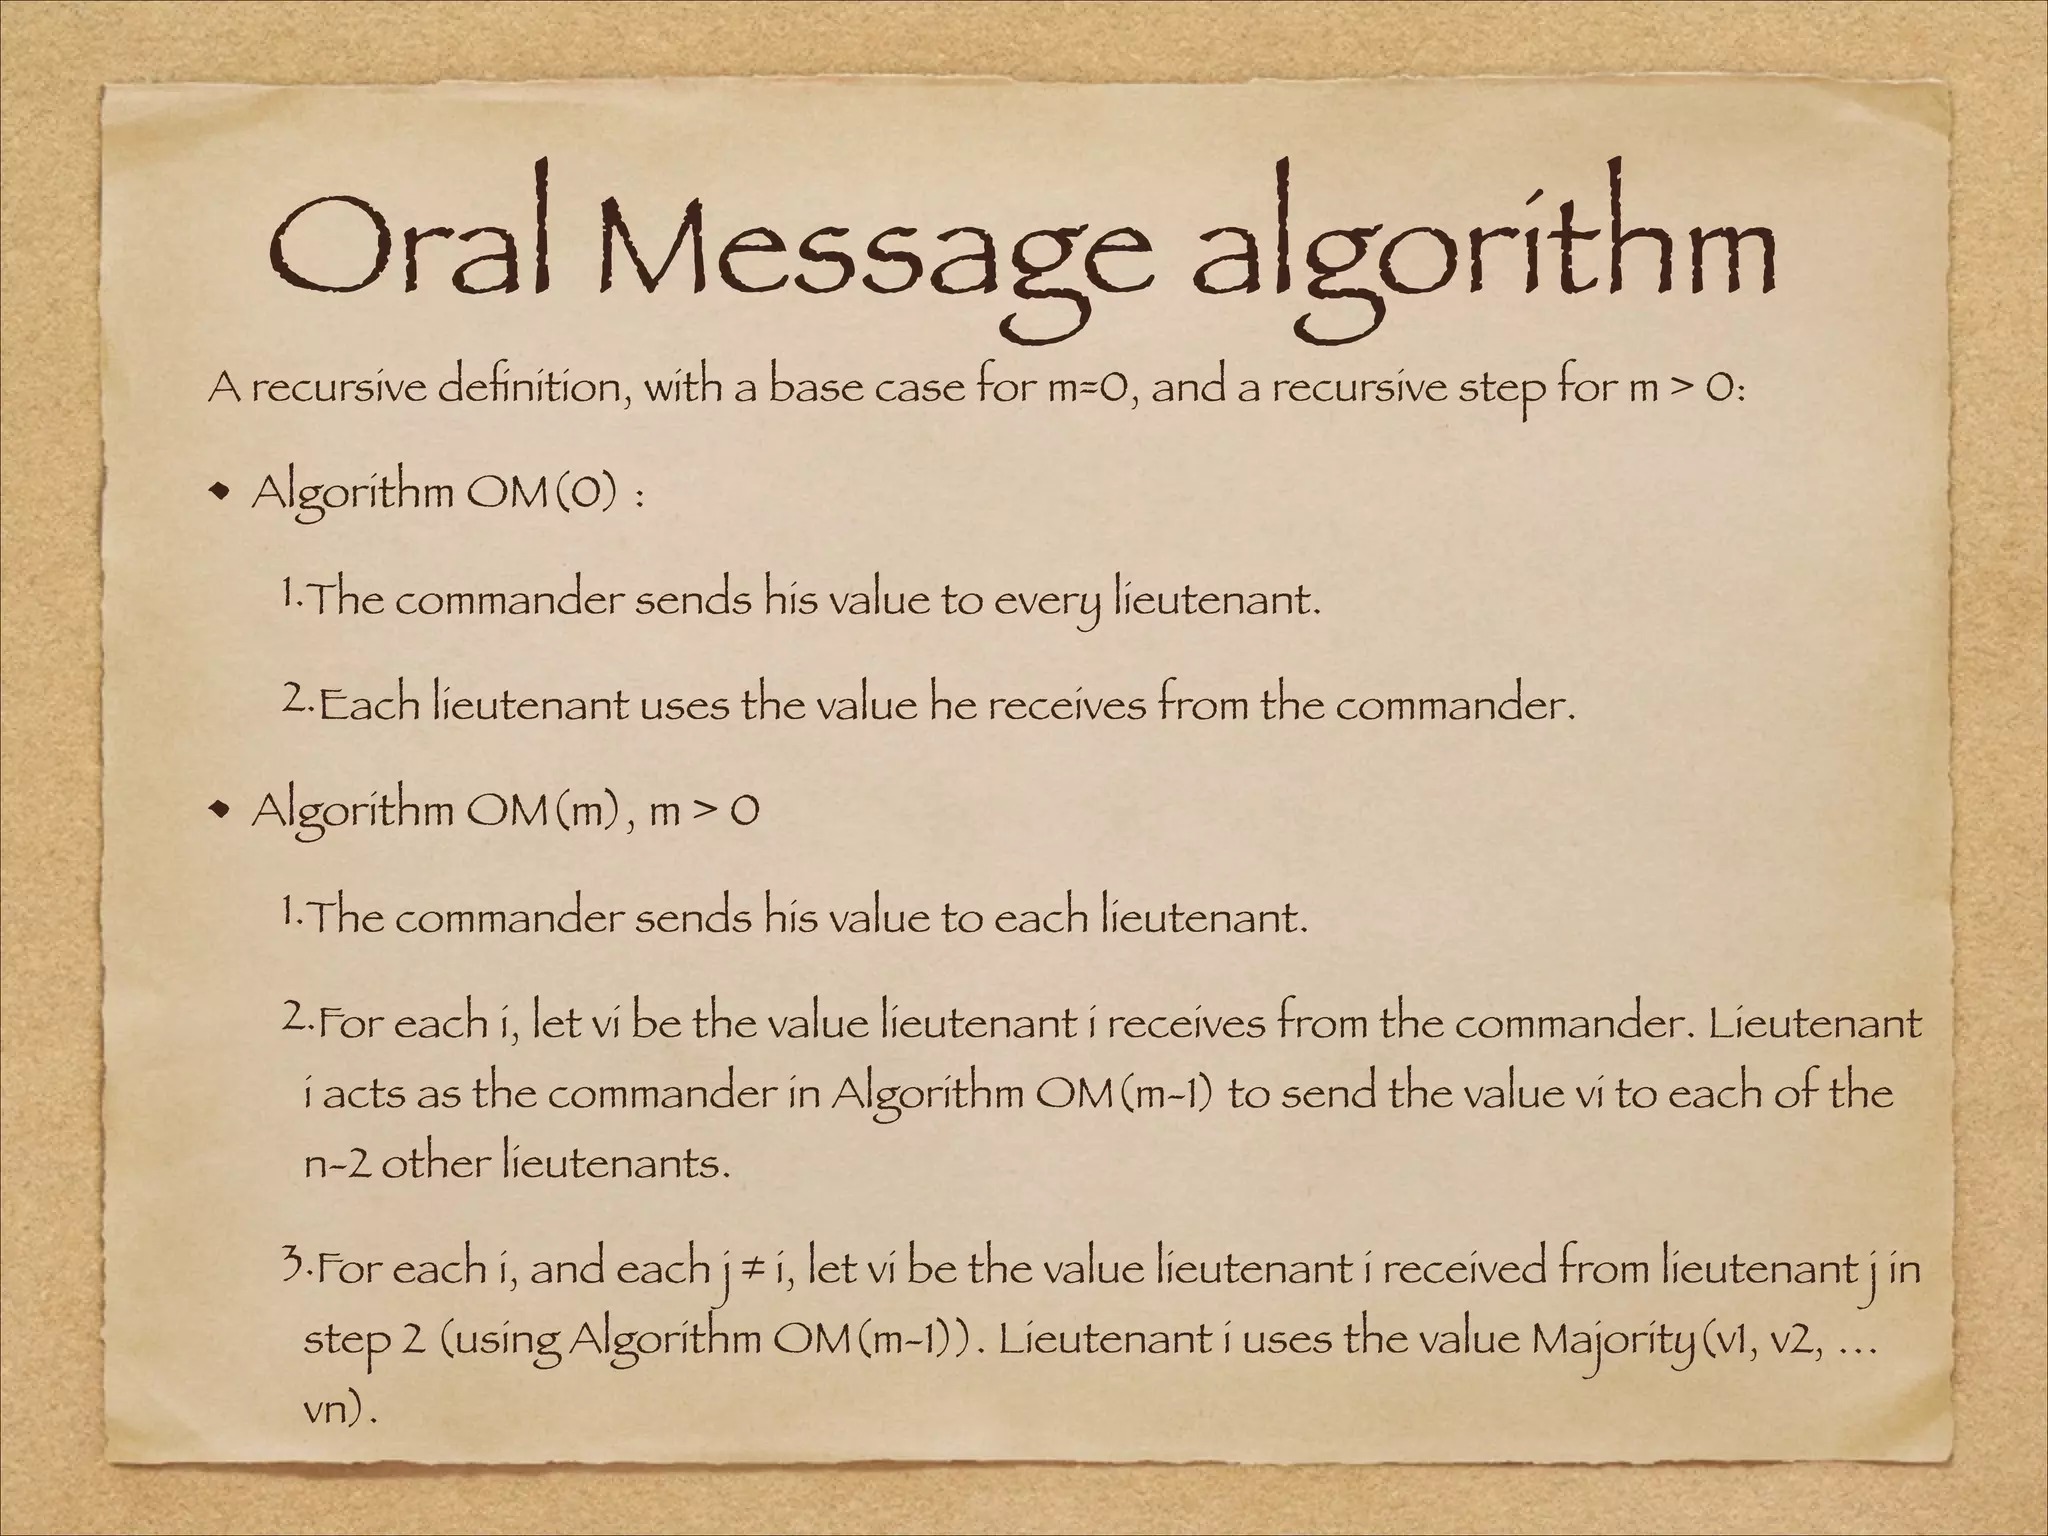 Oral Message algorithm
A recursive definition, with a base case for m=0, and a recursive step for m > 0:
• Algorithm OM(0) :
1.The commander sends his value to every lieutenant.
2.Each lieutenant uses the value he receives from the commander.
• Algorithm OM(m), m > 0
1.The commander sends his value to each lieutenant.
2.For each i, let vi be the value lieutenant i receives from the commander. Lieutenant
i acts as the commander in Algorithm OM(m-1) to send the value vi to each of the
n-2 other lieutenants.
3.For each i, and each j ≠ i, let vi be the value lieutenant i received from lieutenant j in
step 2 (using Algorithm OM(m-1)). Lieutenant i uses the value Majority(v1, v2, ...
vn).